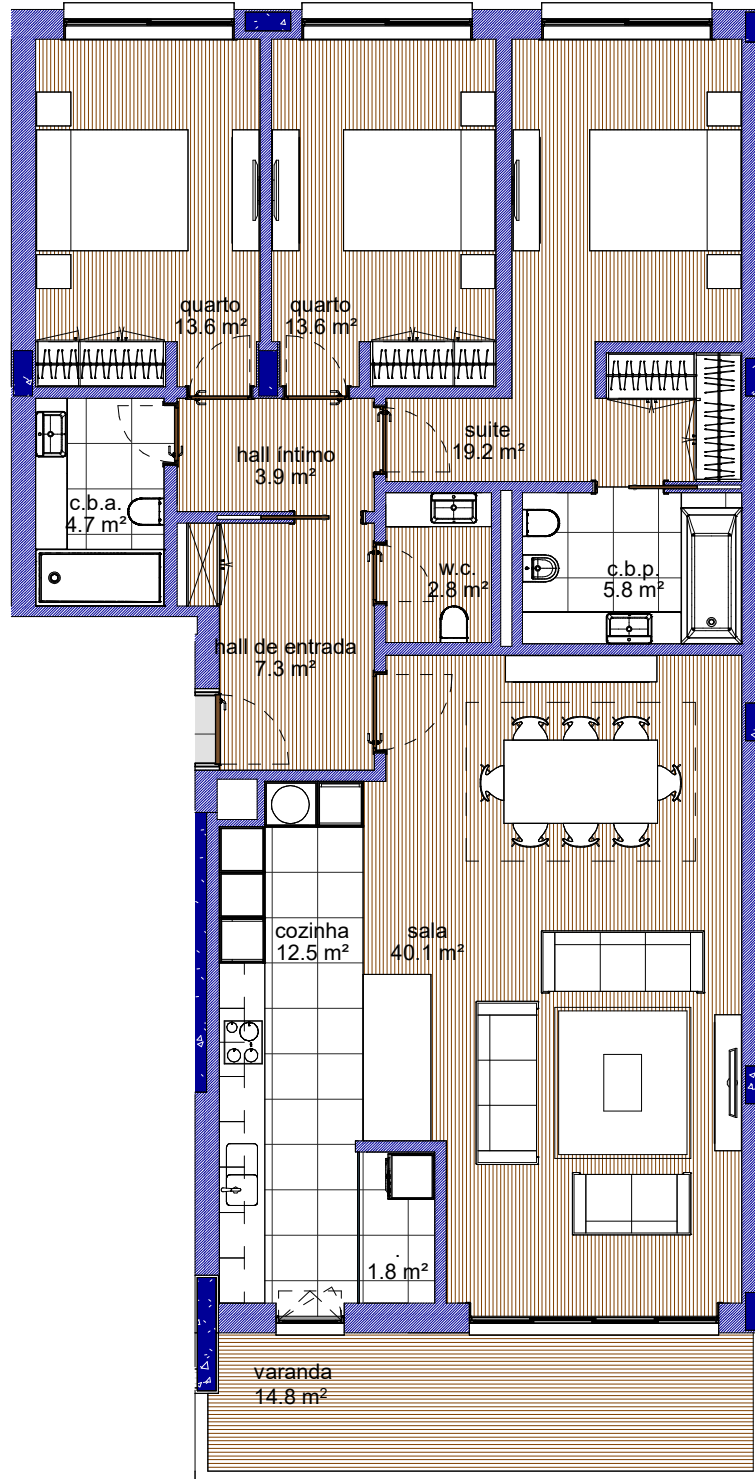 quarto
13.6 m²
quarto
13.6 m²
hall íntimo
3.9 m²
suite
19.2 m²
c.b.a.
4.7 m²
w.c.
2.8 m²
c.b.p.
5.8 m²
hall de entrada
7.3 m²
cozinha
12.5 m²
sala
40.1 m²
.
1.8 m²
varanda
14.8 m²